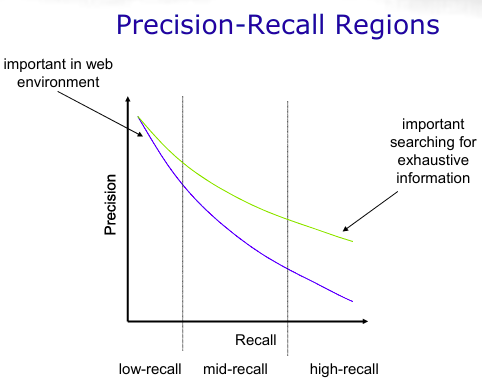 Precision-Recall Regions
important in web
environment
important
searching for
exhaustive
information
Precision
Recall
low-recall
mid-recall
high-recall